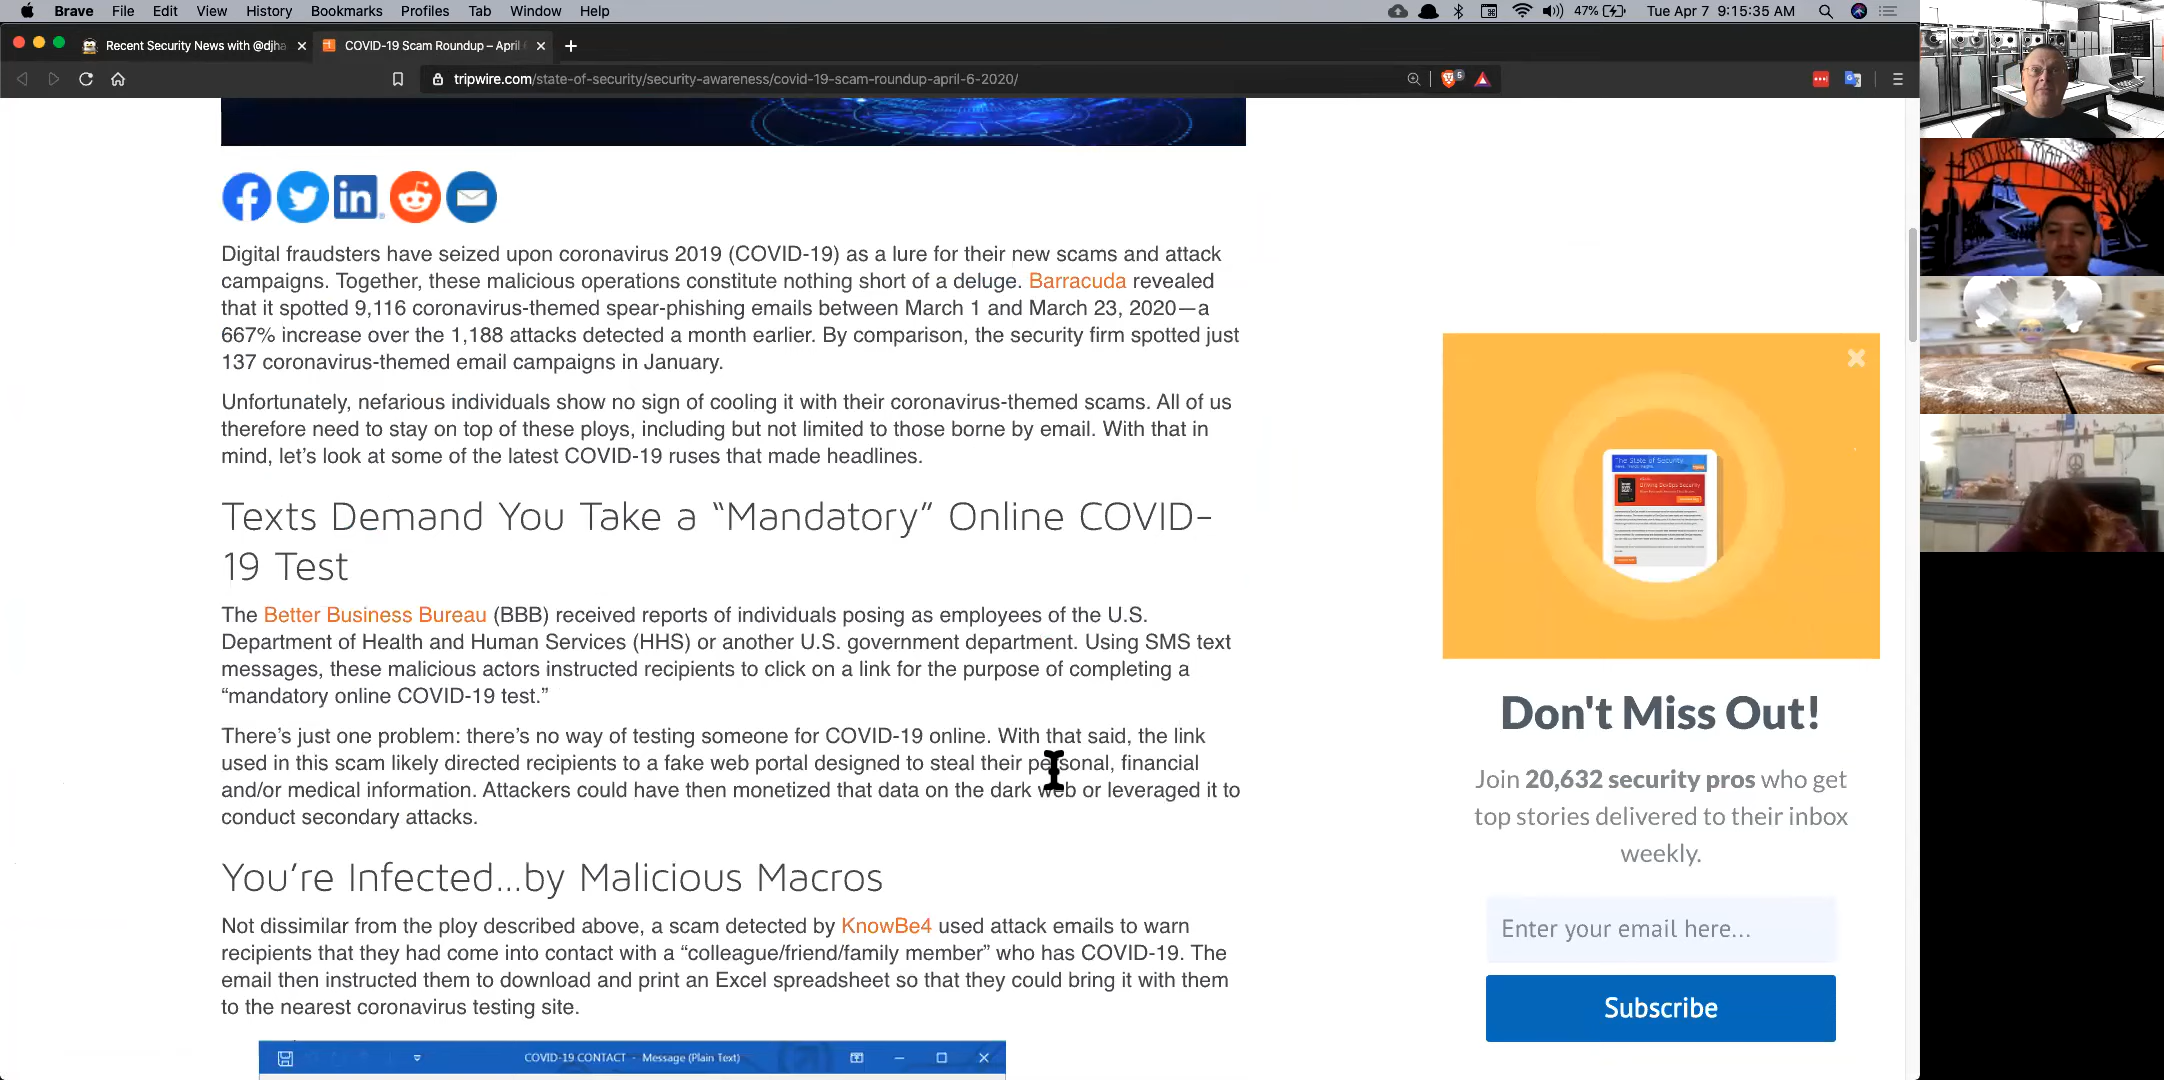 Brave File Edit View History Bookmarks Profiles Tab Window Help
47% Tue Apr 7 9:15:35 AM
Recent Security News with @djha
COVID-19 Scam Roundup – April
tripwire.com/state-of-security/security-awareness/covid-19-scam-roundup-april-6-2020/
5
Digital fraudsters have seized upon coronavirus 2019 (COVID-19) as a lure for their new scams and attack
campaigns. Together, these malicious operations constitute nothing short of a deluge. Barracuda revealed
that it spotted 9,116 coronavirus-themed spear-phishing emails between March 1 and March 23, 2020—a
667% increase over the 1,188 attacks detected a month earlier. By comparison, the security firm spotted just
137 coronavirus-themed email campaigns in January.
Unfortunately, nefarious individuals show no sign of cooling it with their coronavirus-themed scams. All of us
therefore need to stay on top of these ploys, including but not limited to those borne by email. With that in
mind, let’s look at some of the latest COVID-19 ruses that made headlines.
Texts Demand You Take a “Mandatory” Online COVID-
19 Test
The Better Business Bureau (BBB) received reports of individuals posing as employees of the U.S.
Department of Health and Human Services (HHS) or another U.S. government department. Using SMS text
messages, these malicious actors instructed recipients to click on a link for the purpose of completing a
“mandatory online COVID-19 test.”
There’s just one problem: there’s no way of testing someone for COVID-19 online. With that said, the link
used in this scam likely directed recipients to a fake web portal designed to steal their personal, financial
and/or medical information. Attackers could have then monetized that data on the dark web or leveraged it to
conduct secondary attacks.
You’re Infected...by Malicious Macros
Not dissimilar from the ploy described above, a scam detected by KnowBe4 used attack emails to warn
recipients that they had come into contact with a “colleague/friend/family member” who has COVID-19. The
email then instructed them to download and print an Excel spreadsheet so that they could bring it with them
to the nearest coronavirus testing site.
COVID-19 CONTACT - Message (Plain Text)
The State of Security
Don't Miss Out!
Join 20,632 security pros who get
top stories delivered to their inbox
weekly.
Enter your email here...
Subscribe